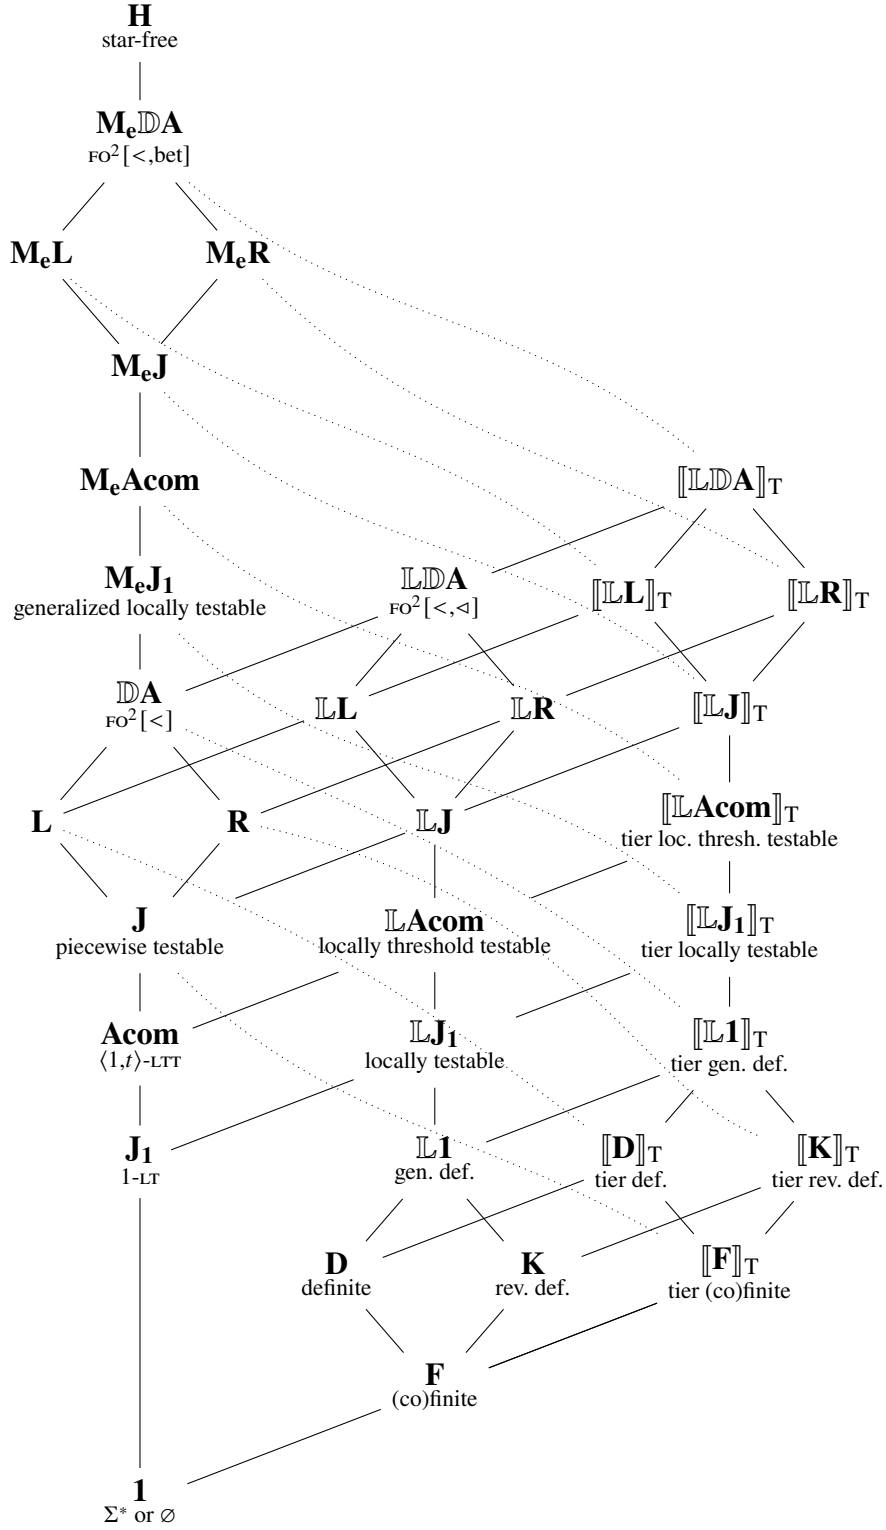 H
star-free
Mₑ𝔻A
FO²[<,bet]
MₑL MₑR
MₑJ
MₑAcom ⟦𝕃𝔻A⟧T
MₑJ₁ 𝕃𝔻A ⟦𝕃L⟧T ⟦𝕃R⟧T
generalized locally testable FO²[<,⊲]
𝔻A 𝕃L 𝕃R ⟦𝕃J⟧T
FO²[<]
L R 𝕃J ⟦𝕃Acom⟧T
tier loc. thresh. testable
J 𝕃Acom ⟦𝕃J₁⟧T
piecewise testable locally threshold testable tier locally testable
Acom 𝕃J₁ ⟦𝕃1⟧T
⟨1,t⟩-LTT locally testable tier gen. def.
J₁ 𝕃1 ⟦D⟧T ⟦K⟧T
1-LT gen. def. tier def. tier rev. def.
D K ⟦F⟧T
definite rev. def. tier (co)finite
F
(co)finite
1
Σ* or ∅